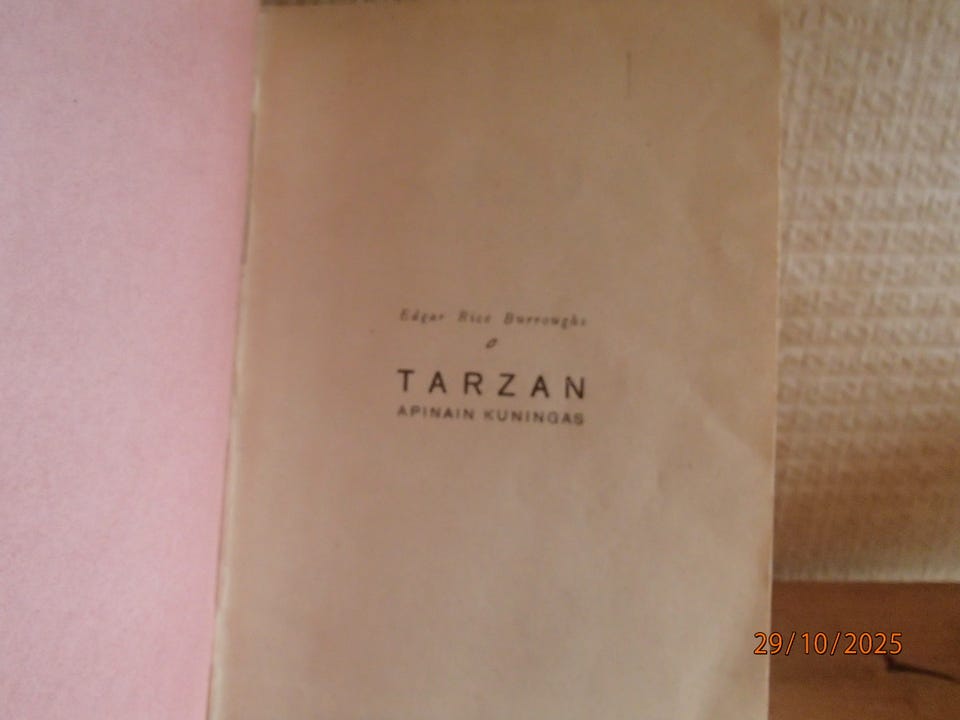 Edgar Rice Burroughs
TARZAN
APINAIN KUNINGAS
29/10/2025